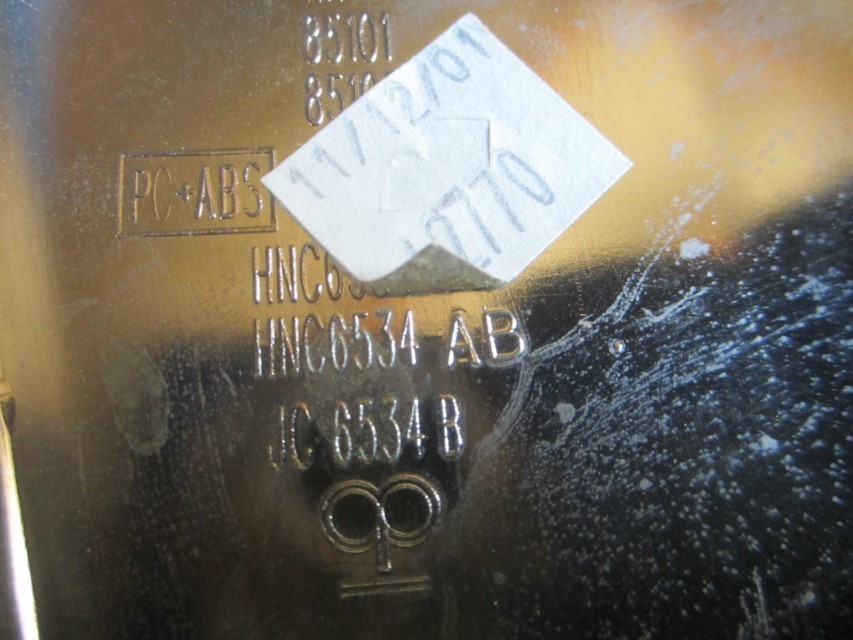 85101
11/12/01
PC+ABS
HNC6534 AB
JC 6534 B